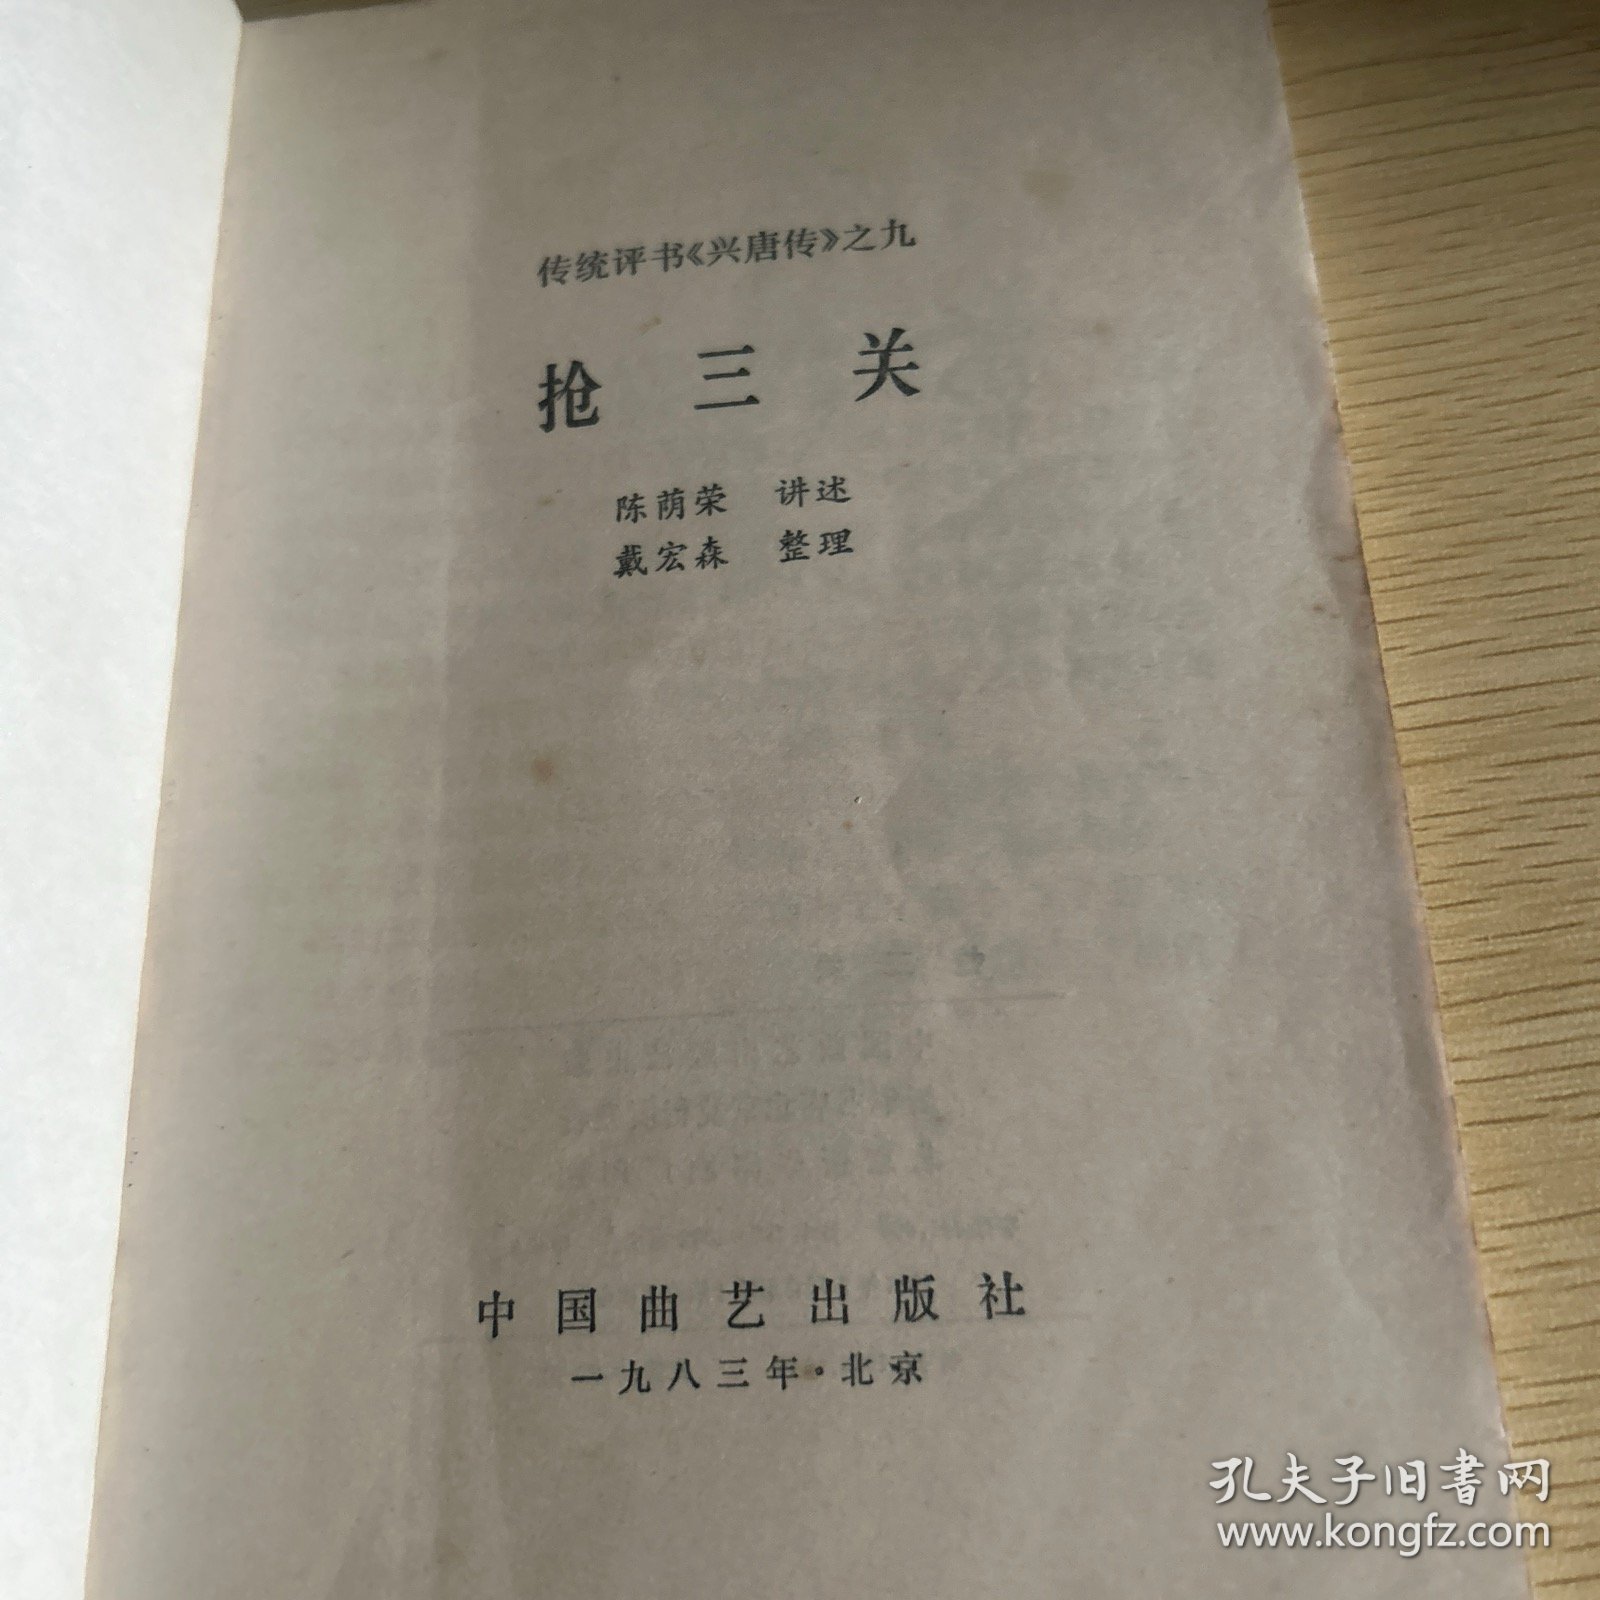 传统评书《兴唐传》之九
抢三关
陈荫荣 讲述
戴宏森 整理
中国曲艺出版社
一九八三年·北京
孔夫子旧书网
www.kongfz.com